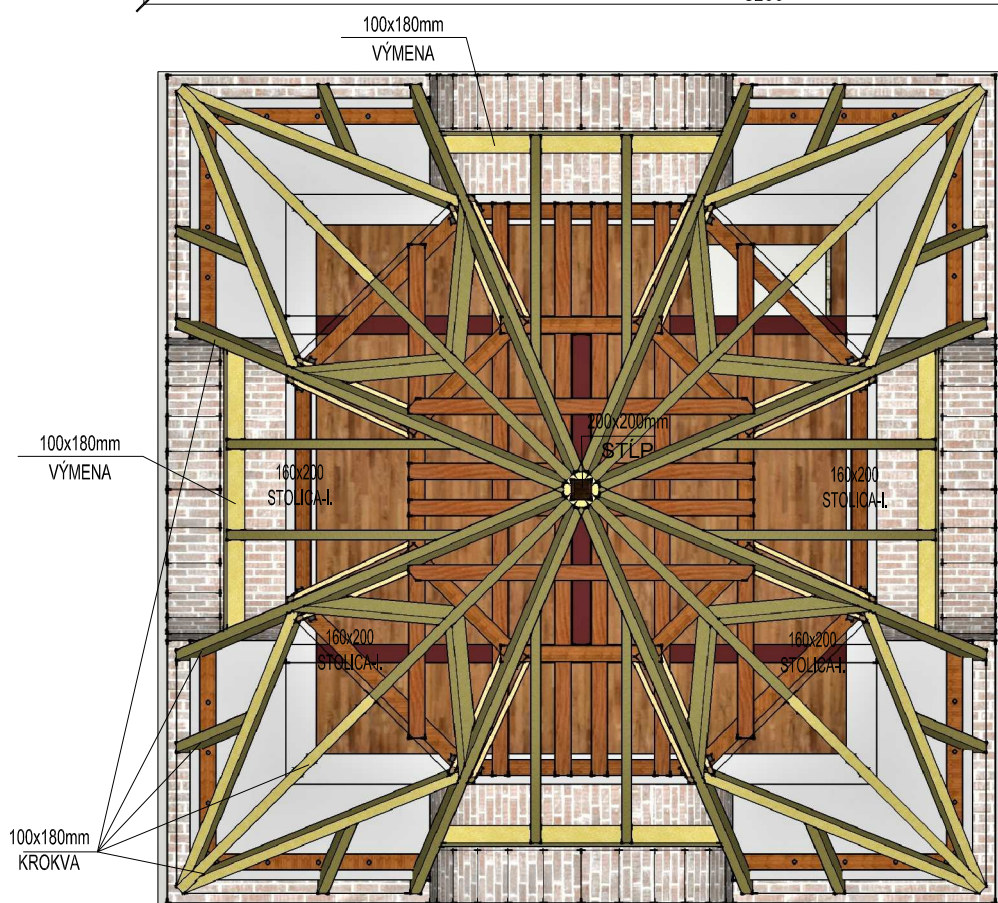 100x180mm
VÝMENA
200x200mm
STĹP
100x180mm
VÝMENA
160x200
STOLICA-I.
160x200
STOLICA-I.
160x200
STOLICA-I.
160x200
STOLICA-I.
100x180mm
KROKVA